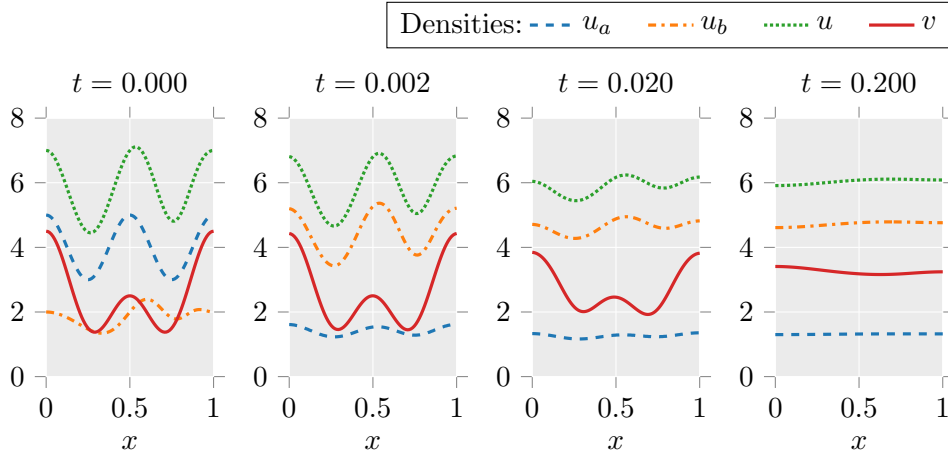 Densities: u_a u_b u v
t = 0.000 t = 0.002 t = 0.020 t = 0.200
8 8 8 8
6 6 6 6
4 4 4 4
2 2 2 2
0 0 0 0
0 0.5 1 0 0.5 1 0 0.5 1 0 0.5 1
x x x x